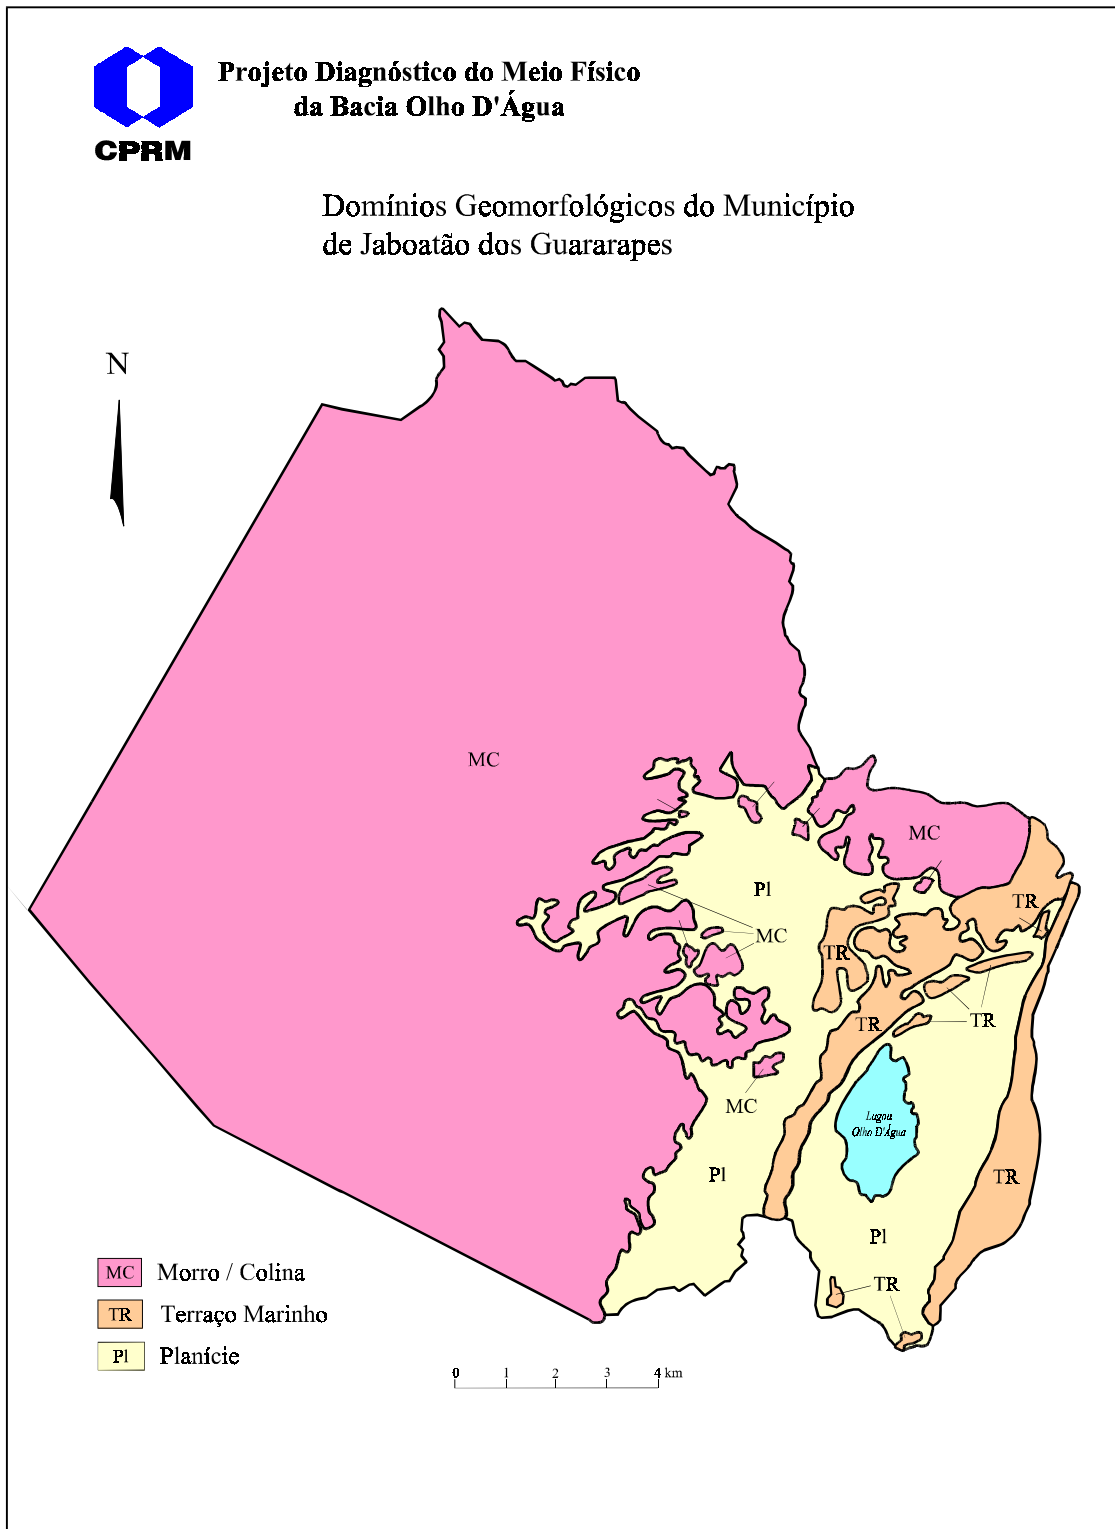 Projeto Diagnóstico do Meio Físico
da Bacia Olho D'Água
CPRM
Domínios Geomorfológicos do Município
de Jaboatão dos Guararapes
N
MC
MC
Pl
TR
MC
TR
TR
TR
MC
Lagoa
Olho D'Água
Pl
TR
Pl
TR
MC Morro / Colina
TR Terraço Marinho
Pl Planície
0 1 2 3 4 km